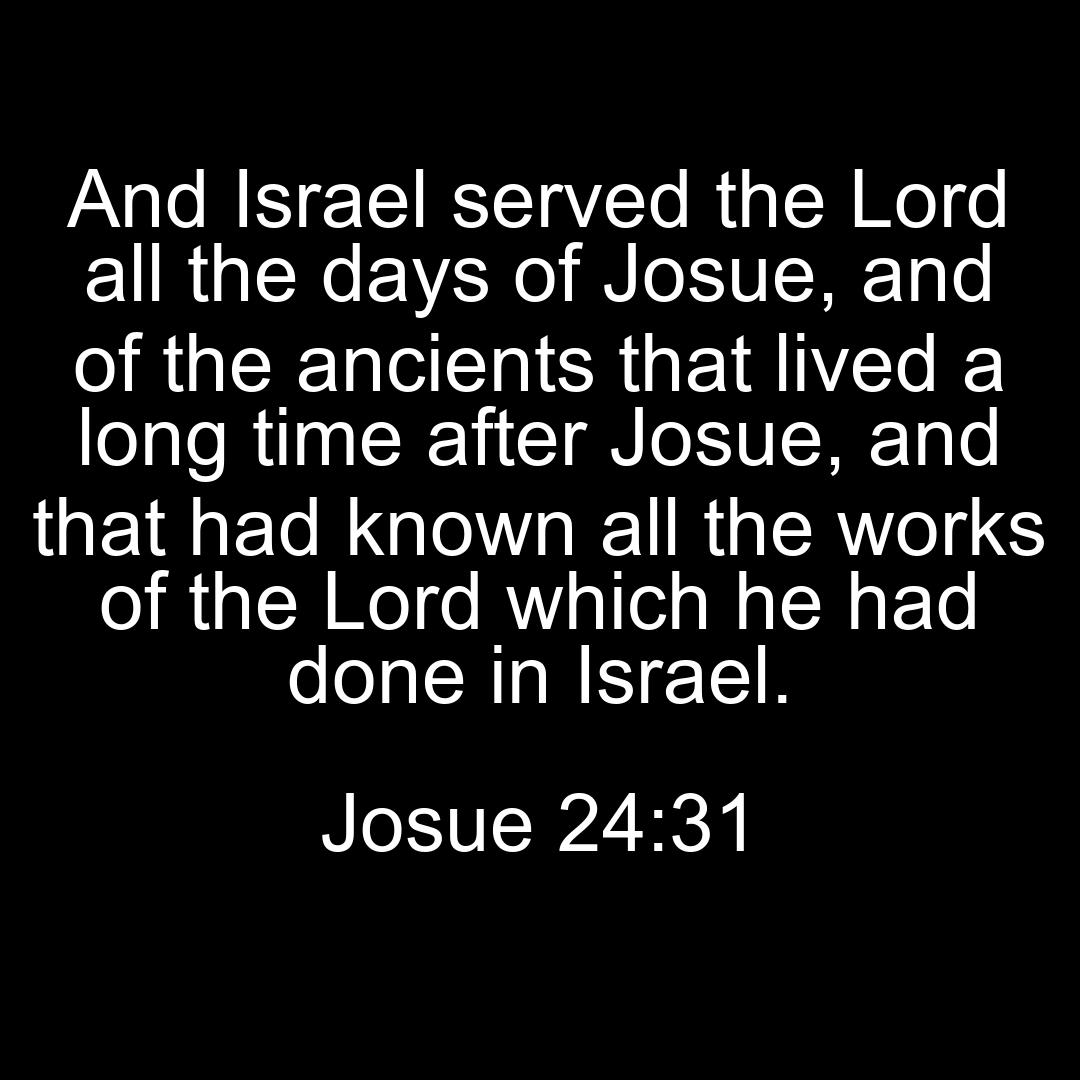 And Israel served the Lord
all the days of Josue, and
of the ancients that lived a
long time after Josue, and
that had known all the works
of the Lord which he had
done in Israel.
Josue 24:31